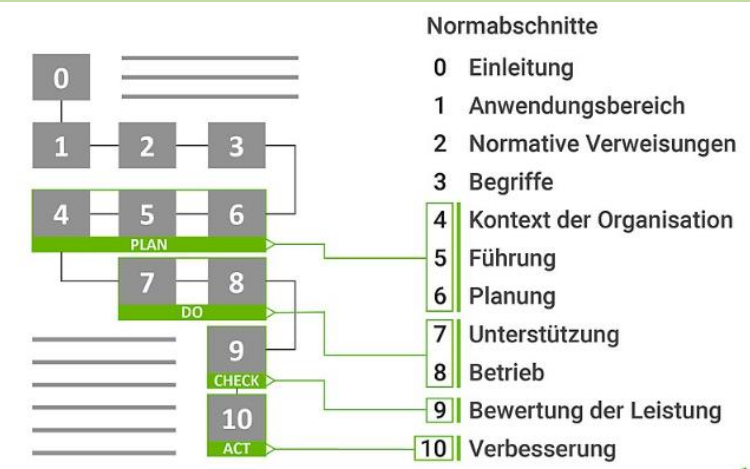 Normabschnitte
0
0 Einleitung
1 Anwendungsbereich
1 2 3
2 Normative Verweisungen
3 Begriffe
4 5 6
4 Kontext der Organisation
PLAN
5 Führung
7 8
6 Planung
DO
7 Unterstützung
9
8 Betrieb
CHECK
9 Bewertung der Leistung
10
ACT
10 Verbesserung